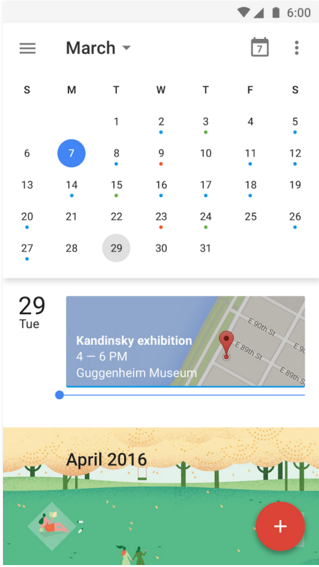 6:00
March
7
S M T W T F S
1 2 3 4 5
6 7 8 9 10 11 12
13 14 15 16 17 18 19
20 21 22 23 24 25 26
27 28 29 30 31
29
Tue
Kandinsky exhibition
4 — 6 PM
Guggenheim Museum
E 90th St
E 89th St
April 2016